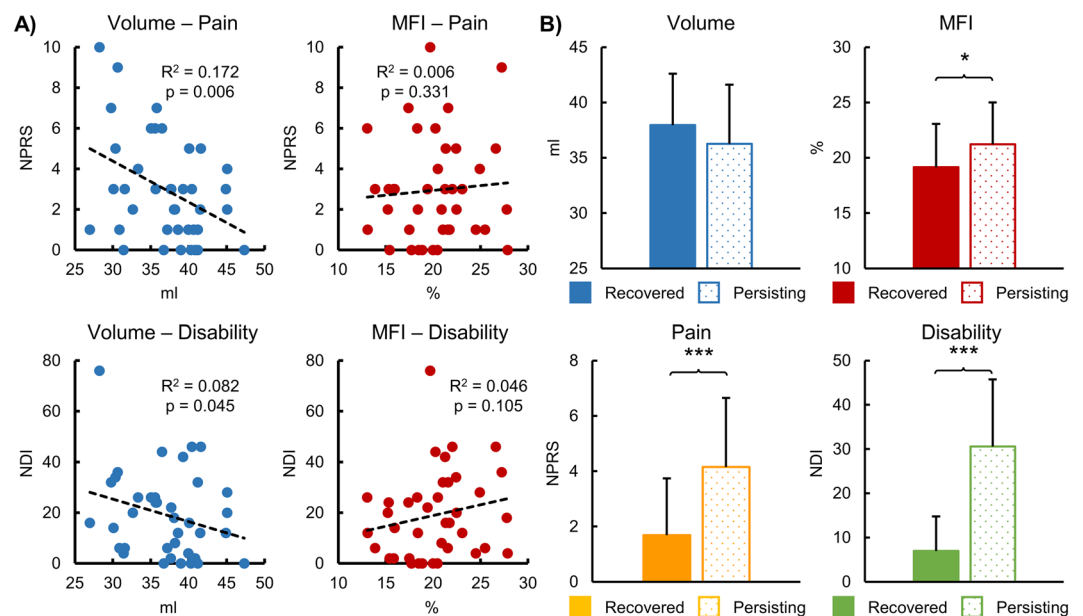 A)
Volume – Pain
10
8
6
4
2
0
NPRS
R² = 0.172
p = 0.006
25 30 35 40 45 50
ml
MFI – Pain
10
8
6
4
2
0
NPRS
R² = 0.006
p = 0.331
10 15 20 25 30
%
B)
Volume
45
40
35
30
25
ml
Recovered Persisting
MFI
30
25
20
15
10
%
*
Recovered Persisting
Volume – Disability
80
60
40
20
0
NDI
R² = 0.082
p = 0.045
25 30 35 40 45 50
ml
MFI – Disability
80
60
40
20
0
NDI
R² = 0.046
p = 0.105
10 15 20 25 30
%
Pain
8
6
4
2
0
NPRS
***
Recovered Persisting
Disability
50
40
30
20
10
0
NDI
***
Recovered Persisting